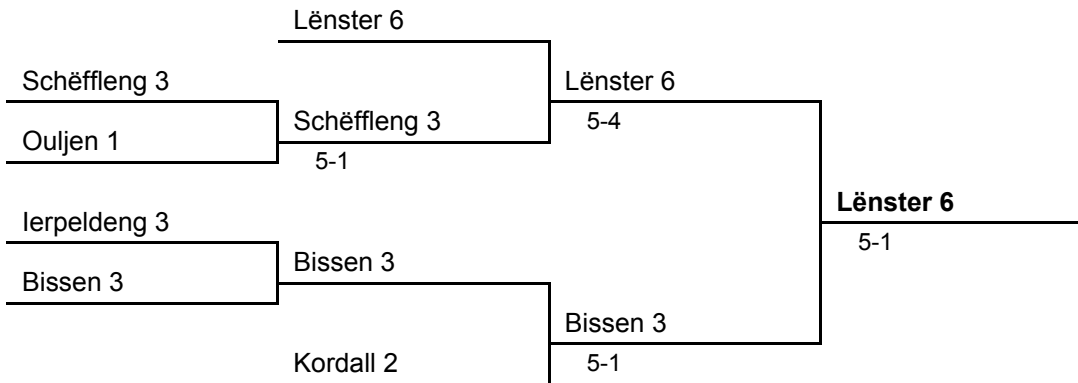 Lënster 6
Schëffleng 3
Lënster 6
Schëffleng 3
5-4
Ouljen 1
5-1
Lënster 6
Ierpeldeng 3
5-1
Bissen 3
Bissen 3
Bissen 3
Kordall 2
5-1